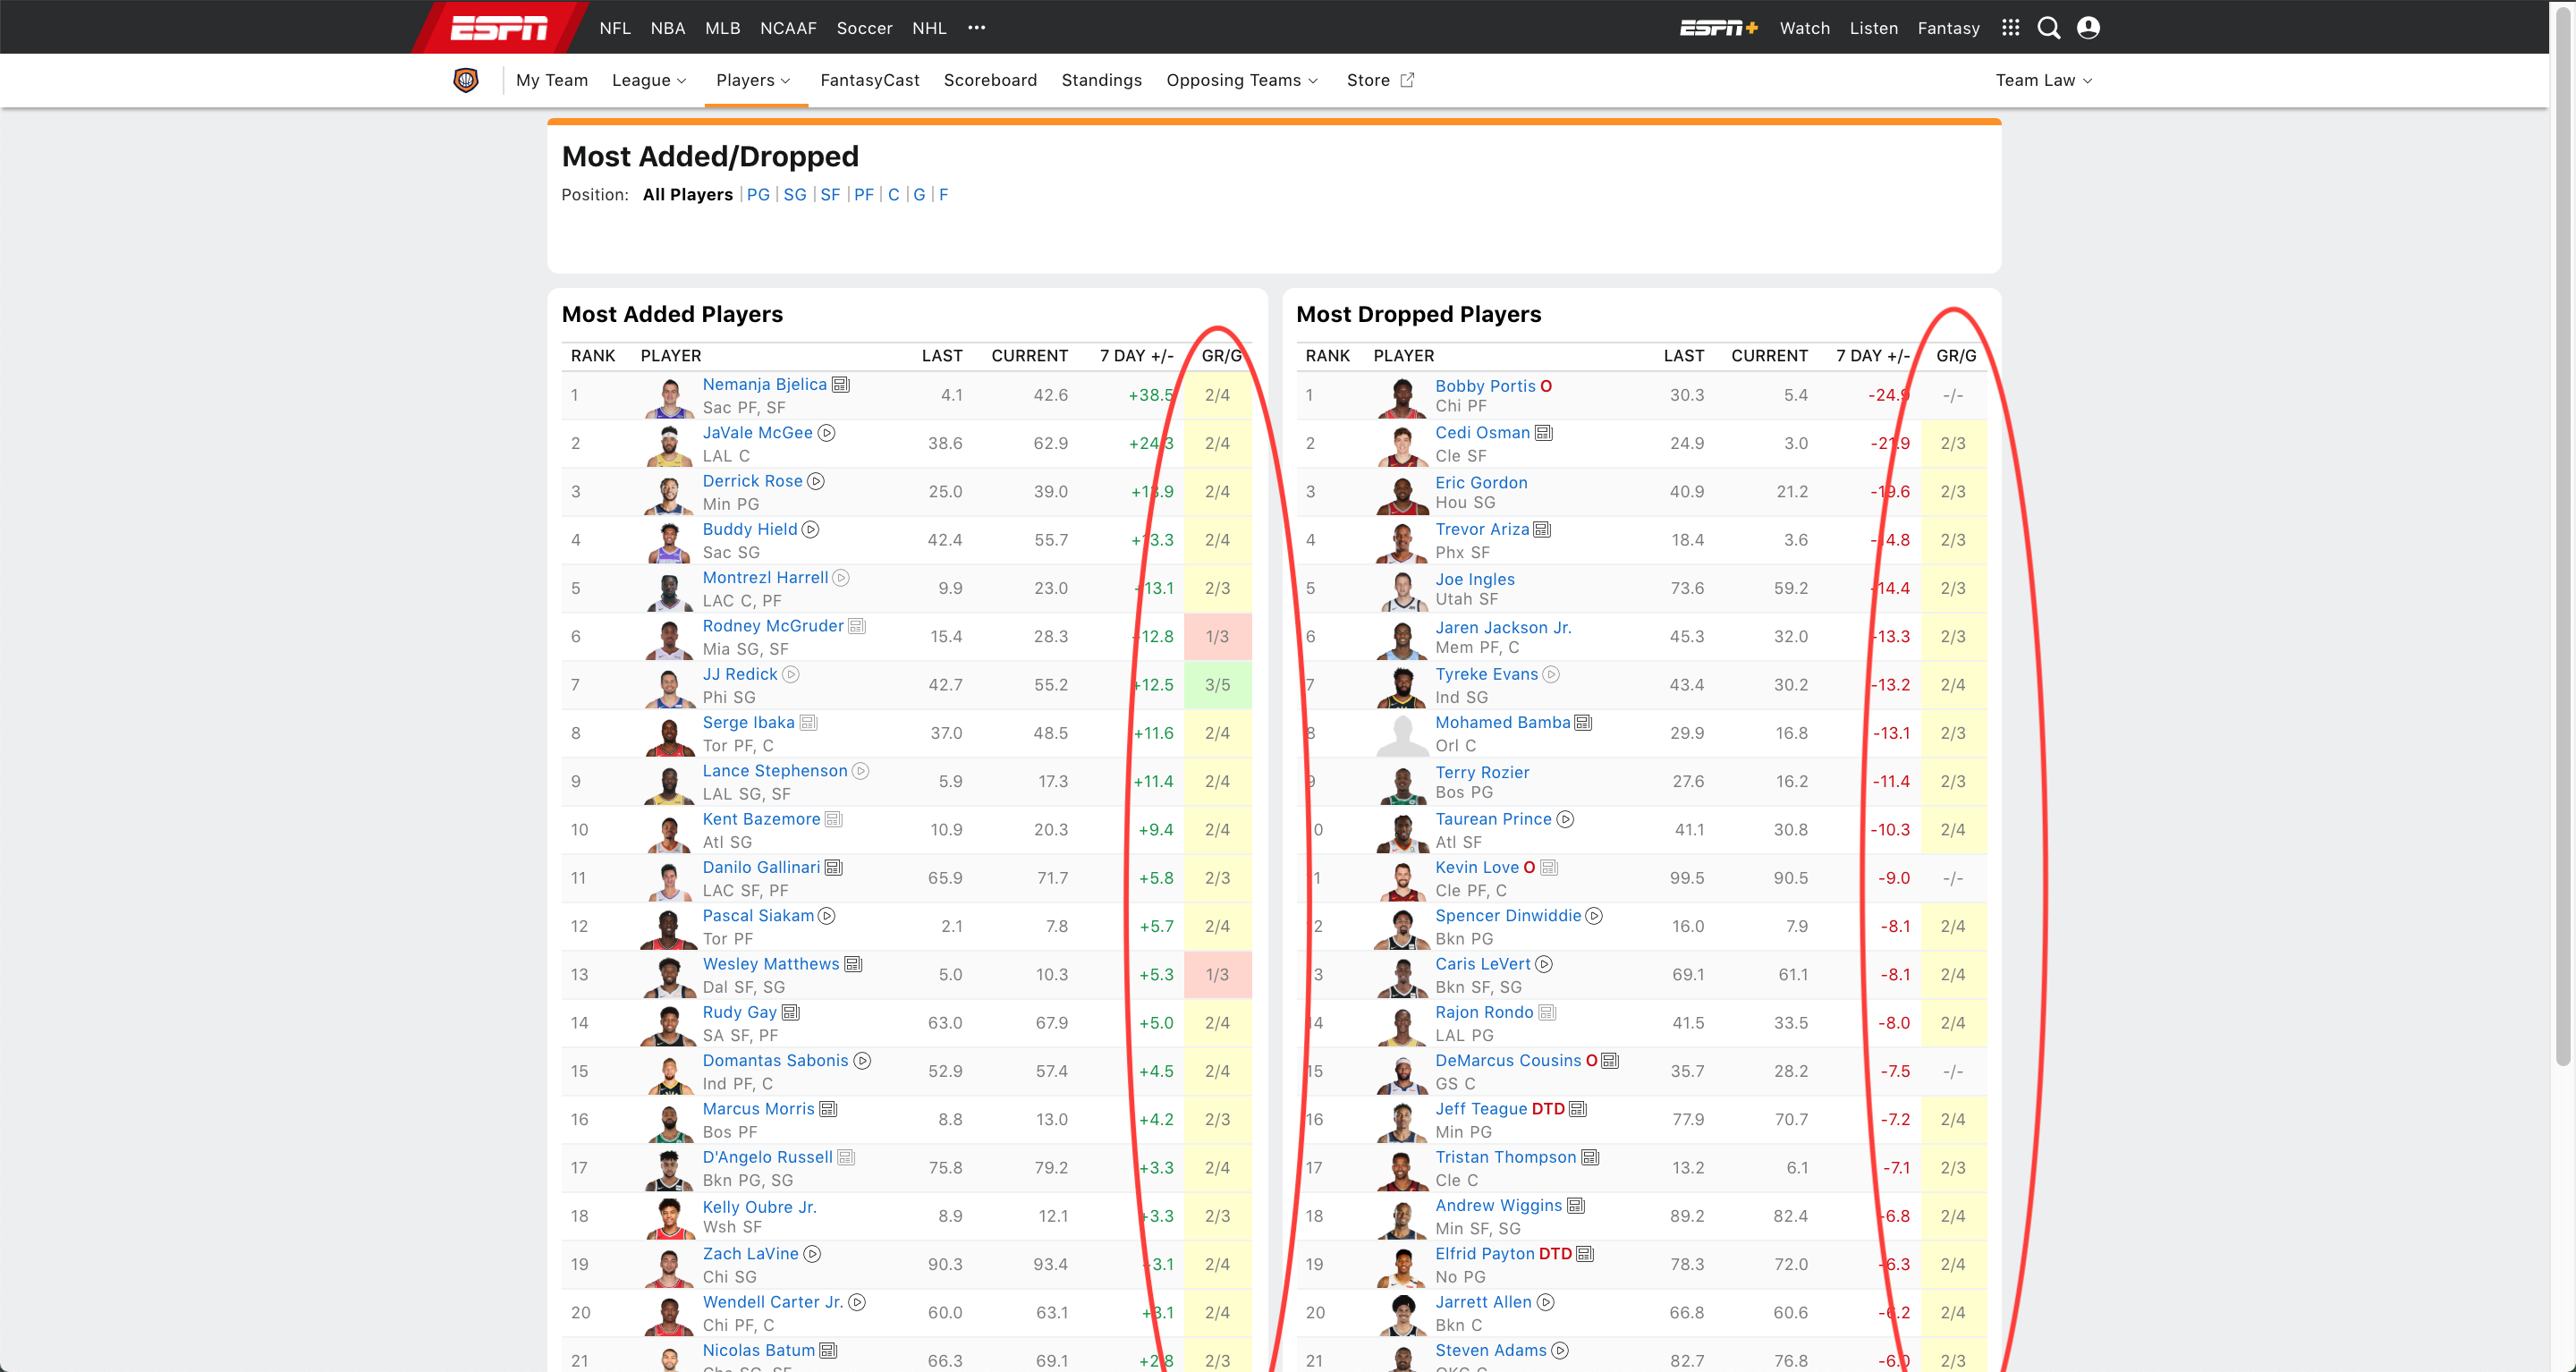 ESPN NFL NBA MLB NCAAF Soccer NHL ••• ESPN+ Watch Listen Fantasy
My Team League Players FantasyCast Scoreboard Standings Opposing Teams Store Team Law
Most Added/Dropped
Position: All Players | PG | SG | SF | PF | C | G | F
Most Added Players
RANK PLAYER LAST CURRENT 7 DAY +/- GR/G
1 Nemanja Bjelica 4.1 42.6 +38.5 2/4
Sac PF, SF
2 JaVale McGee 38.6 62.9 +24.3 2/4
LAL C
3 Derrick Rose 25.0 39.0 +13.9 2/4
Min PG
4 Buddy Hield 42.4 55.7 +13.3 2/4
Sac SG
5 Montrezl Harrell 9.9 23.0 +13.1 2/3
LAC C, PF
6 Rodney McGruder 15.4 28.3 +12.8 1/3
Mia SG, SF
7 JJ Redick 42.7 55.2 +12.5 3/5
Phi SG
8 Serge Ibaka 37.0 48.5 +11.6 2/4
Tor PF, C
9 Lance Stephenson 5.9 17.3 +11.4 2/4
LAL SG, SF
10 Kent Bazemore 10.9 20.3 +9.4 2/4
Atl SG
11 Danilo Gallinari 65.9 71.7 +5.8 2/3
LAC SF, PF
12 Pascal Siakam 2.1 7.8 +5.7 2/4
Tor PF
13 Wesley Matthews 5.0 10.3 +5.3 1/3
Dal SF, SG
14 Rudy Gay 63.0 67.9 +5.0 2/4
SA SF, PF
15 Domantas Sabonis 52.9 57.4 +4.5 2/4
Ind PF, C
16 Marcus Morris 8.8 13.0 +4.2 2/3
Bos PF
17 D'Angelo Russell 75.8 79.2 +3.3 2/4
Bkn PG, SG
18 Kelly Oubre Jr. 8.9 12.1 +3.3 2/3
Wsh SF
19 Zach LaVine 90.3 93.4 +3.1 2/4
Chi SG
20 Wendell Carter Jr. 60.0 63.1 +3.1 2/4
Chi PF, C
21 Nicolas Batum 66.3 69.1 +2.8 2/3
Most Dropped Players
RANK PLAYER LAST CURRENT 7 DAY +/- GR/G
1 Bobby Portis O 30.3 5.4 -24.9 -/-
Chi PF
2 Cedi Osman 24.9 3.0 -21.9 2/3
Cle SF
3 Eric Gordon 40.9 21.2 -19.6 2/3
Hou SG
4 Trevor Ariza 18.4 3.6 -14.8 2/3
Phx SF
5 Joe Ingles 73.6 59.2 -14.4 2/3
Utah SF
6 Jaren Jackson Jr. 45.3 32.0 -13.3 2/3
Mem PF, C
7 Tyreke Evans 43.4 30.2 -13.2 2/4
Ind SG
8 Mohamed Bamba 29.9 16.8 -13.1 2/3
Orl C
9 Terry Rozier 27.6 16.2 -11.4 2/3
Bos PG
10 Taurean Prince 41.1 30.8 -10.3 2/4
Atl SF
11 Kevin Love O 99.5 90.5 -9.0 -/-
Cle PF, C
12 Spencer Dinwiddie 16.0 7.9 -8.1 2/4
Bkn PG
13 Caris LeVert 69.1 61.1 -8.1 2/4
Bkn SF, SG
14 Rajon Rondo 41.5 33.5 -8.0 2/4
LAL PG
15 DeMarcus Cousins O 35.7 28.2 -7.5 -/-
GS C
16 Jeff Teague DTD 77.9 70.7 -7.2 2/4
Min PG
17 Tristan Thompson 13.2 6.1 -7.1 2/3
Cle C
18 Andrew Wiggins 89.2 82.4 -6.8 2/4
Min SF, SG
19 Elfrid Payton DTD 78.3 72.0 -6.3 2/4
No PG
20 Jarrett Allen 66.8 60.6 -6.2 2/4
Bkn C
21 Steven Adams 82.7 76.8 -6.0 2/3